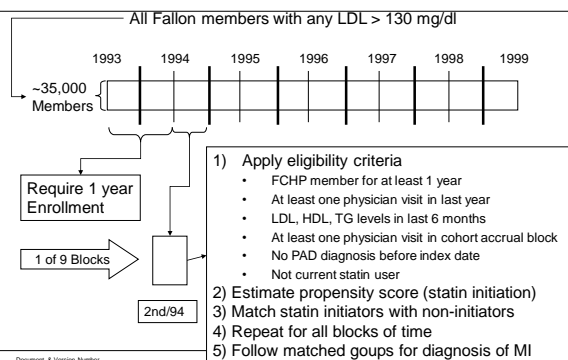 All Fallon members with any LDL > 130 mg/dl
1993 1994 1995 1996 1997 1998 1999
~35,000
Members
Require 1 year
Enrollment
1 of 9 Blocks
2nd/94
1) Apply eligibility criteria
• FCHP member for at least 1 year
• At least one physician visit in last year
• LDL, HDL, TG levels in last 6 months
• At least one physician visit in cohort accrual block
• No PAD diagnosis before index date
• Not current statin user
2) Estimate propensity score (statin initiation)
3) Match statin initiators with non-initiators
4) Repeat for all blocks of time
5) Follow matched goups for diagnosis of MI
Document & Version Number